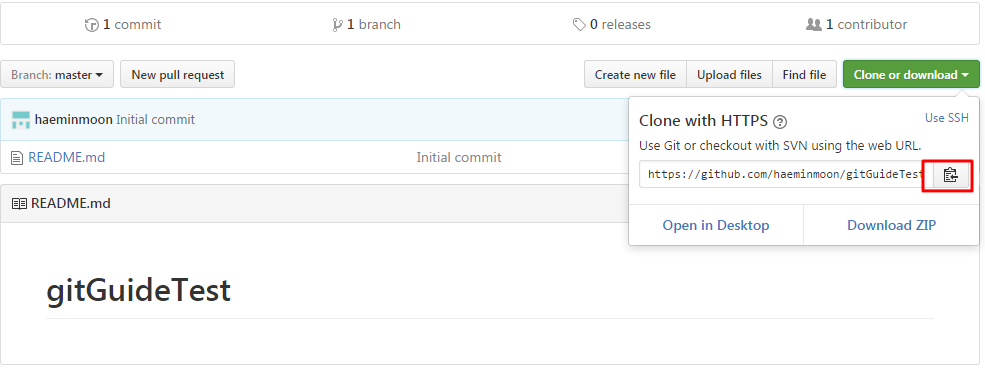 1 commit 1 branch 0 releases 1 contributor
Branch: master New pull request Create new file Upload files Find file Clone or download
haeminmoon Initial commit
README.md Initial commit
README.md
gitGuideTest
Clone with HTTPS ? Use SSH
Use Git or checkout with SVN using the web URL.
https://github.com/haeminmoon/gitGuideTest
Open in Desktop Download ZIP